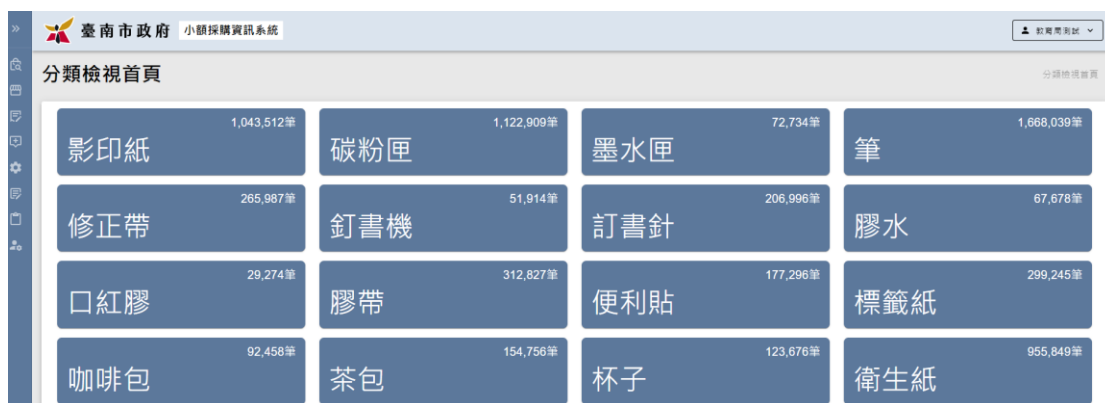 臺南市政府 小額採購資訊系統
教育局測試
分類檢視首頁
分類檢視首頁
1,043,512筆
影印紙
1,122,909筆
碳粉匣
72,734筆
墨水匣
1,668,039筆
筆
265,987筆
修正帶
51,914筆
釘書機
206,996筆
訂書針
67,678筆
膠水
29,274筆
口紅膠
312,827筆
膠帶
177,296筆
便利貼
299,245筆
標籤紙
92,458筆
咖啡包
154,756筆
茶包
123,676筆
杯子
955,849筆
衛生紙